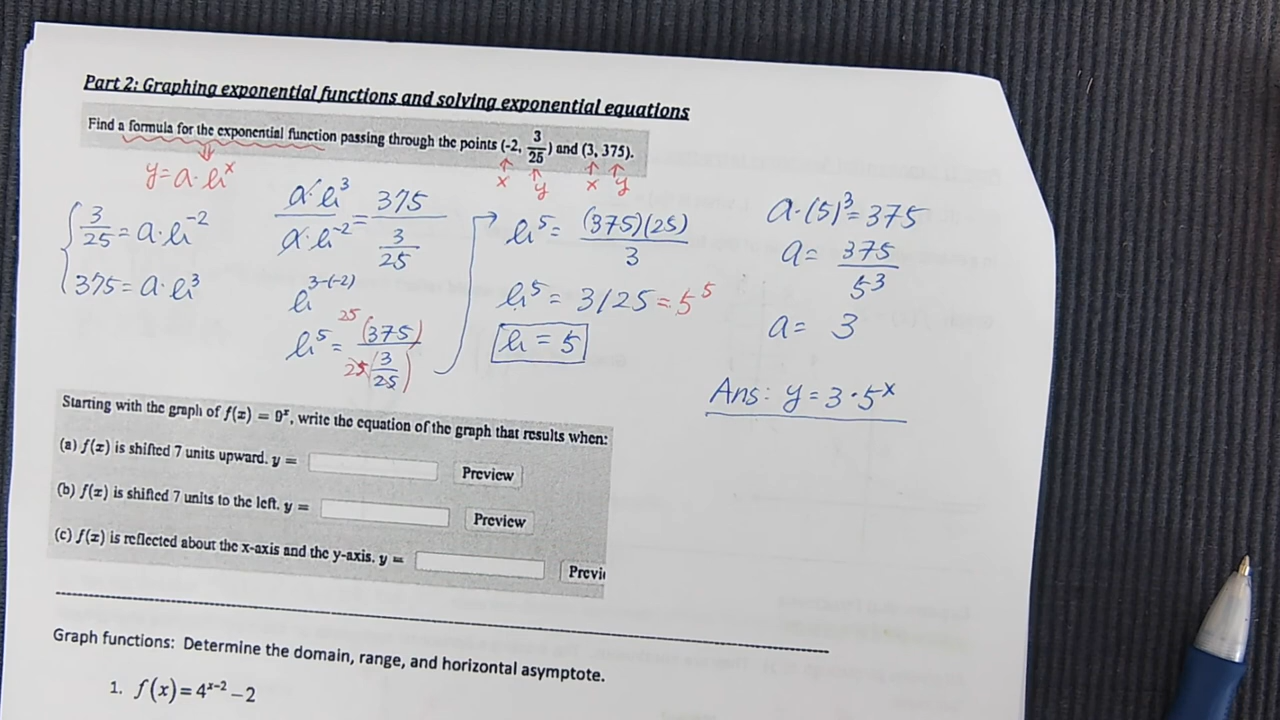 Part 2: Graphing exponential functions and solving exponential equations
Find a formula for the exponential function passing through the points (-2, 3/25) and (3, 375).
y = a·b^x
x y x y
3/25 = a·b^-2
375 = a·b^3
a·b^3 / a·b^-2 = 375 / (3/25)
b^3-(-2)
b^5 = 25(375) / 25(3/25)
b^5 = (375)(25) / 3
b^5 = 3125 = 5^5
b = 5
a·(5)^3 = 375
a = 375 / 5^3
a = 3
Ans: y = 3·5^x
Starting with the graph of f(x) = 9^x, write the equation of the graph that results when:
(a) f(x) is shifted 7 units upward. y = Preview
(b) f(x) is shifted 7 units to the left. y = Preview
(c) f(x) is reflected about the x-axis and the y-axis. y = Previ
Graph functions: Determine the domain, range, and horizontal asymptote.
1. f(x) = 4^x-2 - 2